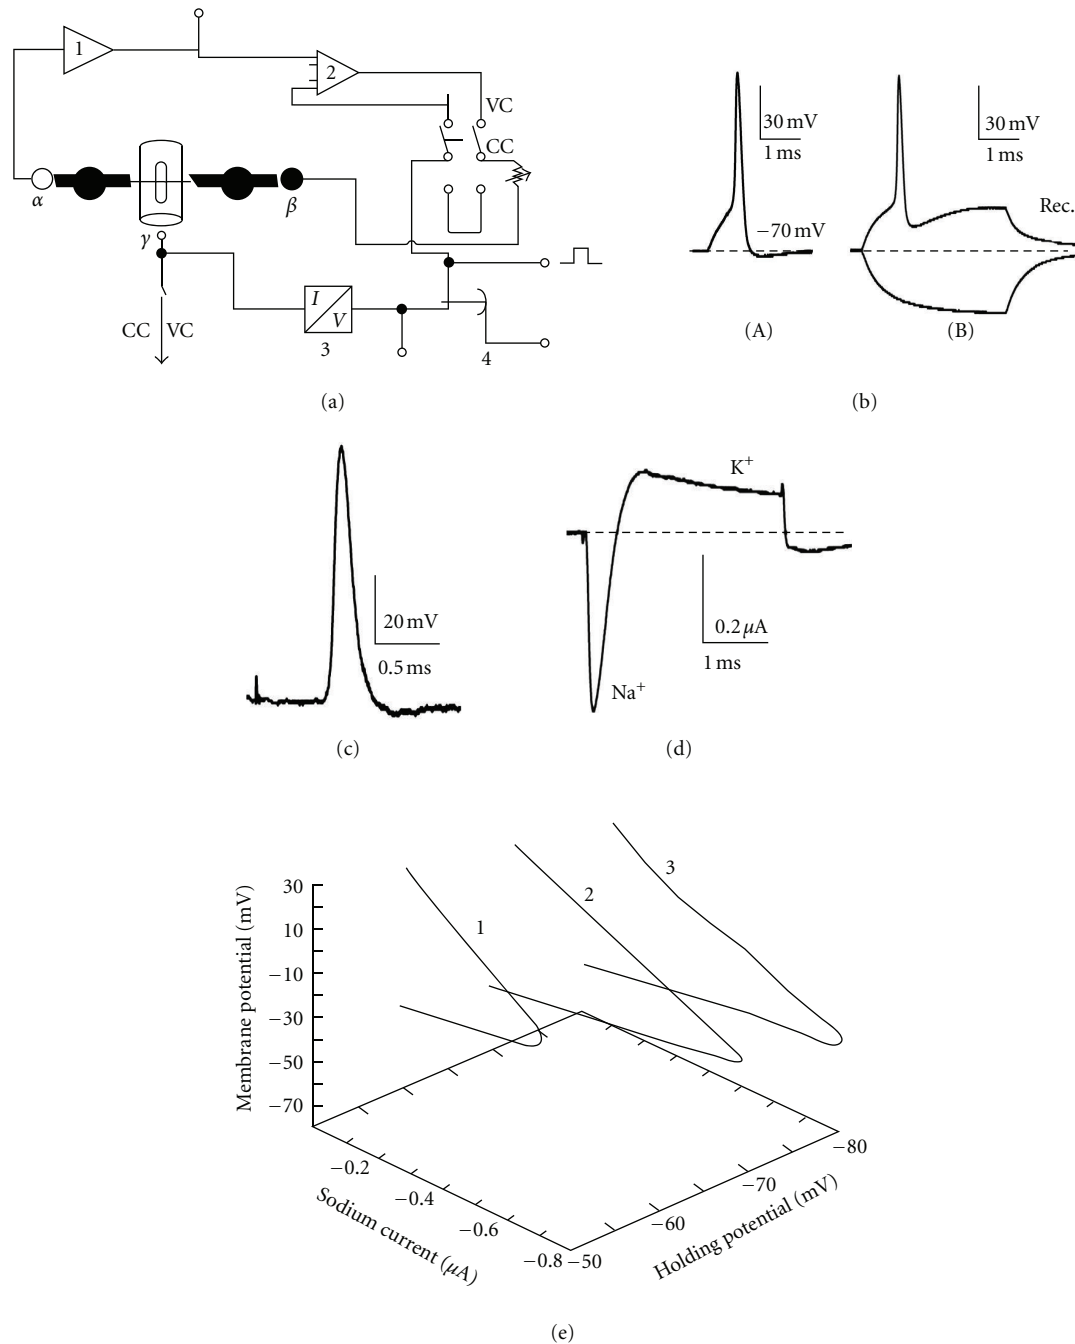 1
2
VC
CC
α
β
γ
I
V
3
4
CC VC
(a)
30 mV
1 ms
−70 mV
(A)
30 mV
1 ms
Rec.
(B)
(b)
20 mV
0.5 ms
(c)
K+
Na+
0.2 μA
1 ms
(d)
30
10
−10
−30
−50
−70
Membrane potential (mV)
1
2
3
−0.2
−0.4
−0.6
−0.8
Sodium current (μA)
−50
−60
−70
−80
Holding potential (mV)
(e)